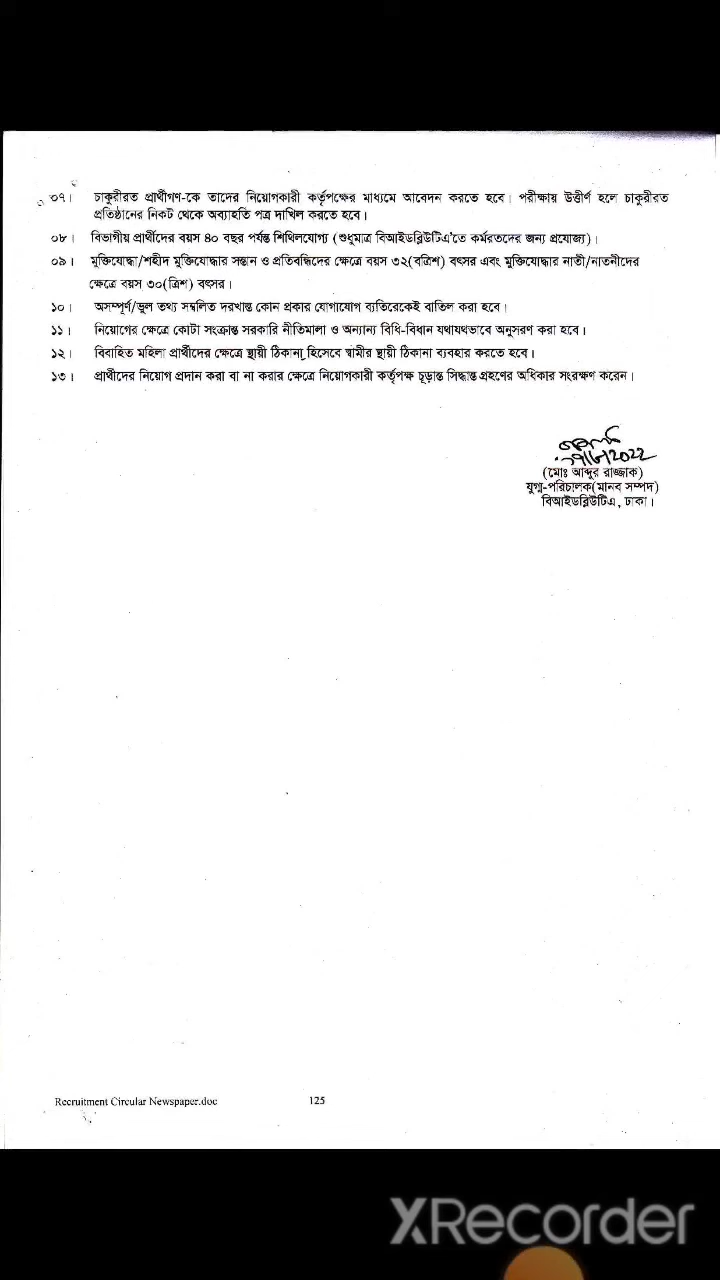 ০৭। চাকুরীরত প্রার্থীগণ-কে তাদের নিয়োগকারী কর্তৃপক্ষের মাধ্যমে আবেদন করতে হবে। পরীক্ষায় উত্তীর্ণ হলে চাকুরীরত
প্রতিষ্ঠানের নিকট থেকে অব্যাহতি পত্র দাখিল করতে হবে।
০৮। বিভাগীয় প্রার্থীদের বয়স ৪০ বছর পর্যন্ত শিথিলযোগ্য (শুধুমাত্র বিআইডব্লিউটিএ'তে কর্মরতদের জন্য প্রযোজ্য)।
০৯। মুক্তিযোদ্ধা/শহীদ মুক্তিযোদ্ধার সন্তান ও প্রতিবন্ধিদের ক্ষেত্রে বয়স ৩২(বত্রিশ) বৎসর এবং মুক্তিযোদ্ধার নাতী/নাতনীদের
ক্ষেত্রে বয়স ৩০(ত্রিশ) বৎসর।
১০। অসম্পূর্ণ/ভুল তথ্য সম্বলিত দরখাস্ত কোন প্রকার যোগাযোগ ব্যতিরেকেই বাতিল করা হবে।
১১। নিয়োগের ক্ষেত্রে কোটা সংক্রান্ত সরকারি নীতিমালা ও অন্যান্য বিধি-বিধান যথাযথভাবে অনুসরণ করা হবে।
১২। বিবাহিত মহিলা প্রার্থীদের ক্ষেত্রে স্থায়ী ঠিকানা হিসেবে স্বামীর স্থায়ী ঠিকানা ব্যবহার করতে হবে।
১৩। প্রার্থীদের নিয়োগ প্রদান করা বা না করার ক্ষেত্রে নিয়োগকারী কর্তৃপক্ষ চূড়ান্ত সিদ্ধান্ত গ্রহণের অধিকার সংরক্ষণ করেন।
(মোঃ আব্দুর রাজ্জাক)
যুগ্ম-পরিচালক(মানব সম্পদ)
বিআইডব্লিউটিএ, ঢাকা।
Recruitment Circular Newspaper.doc 125
XRecorder